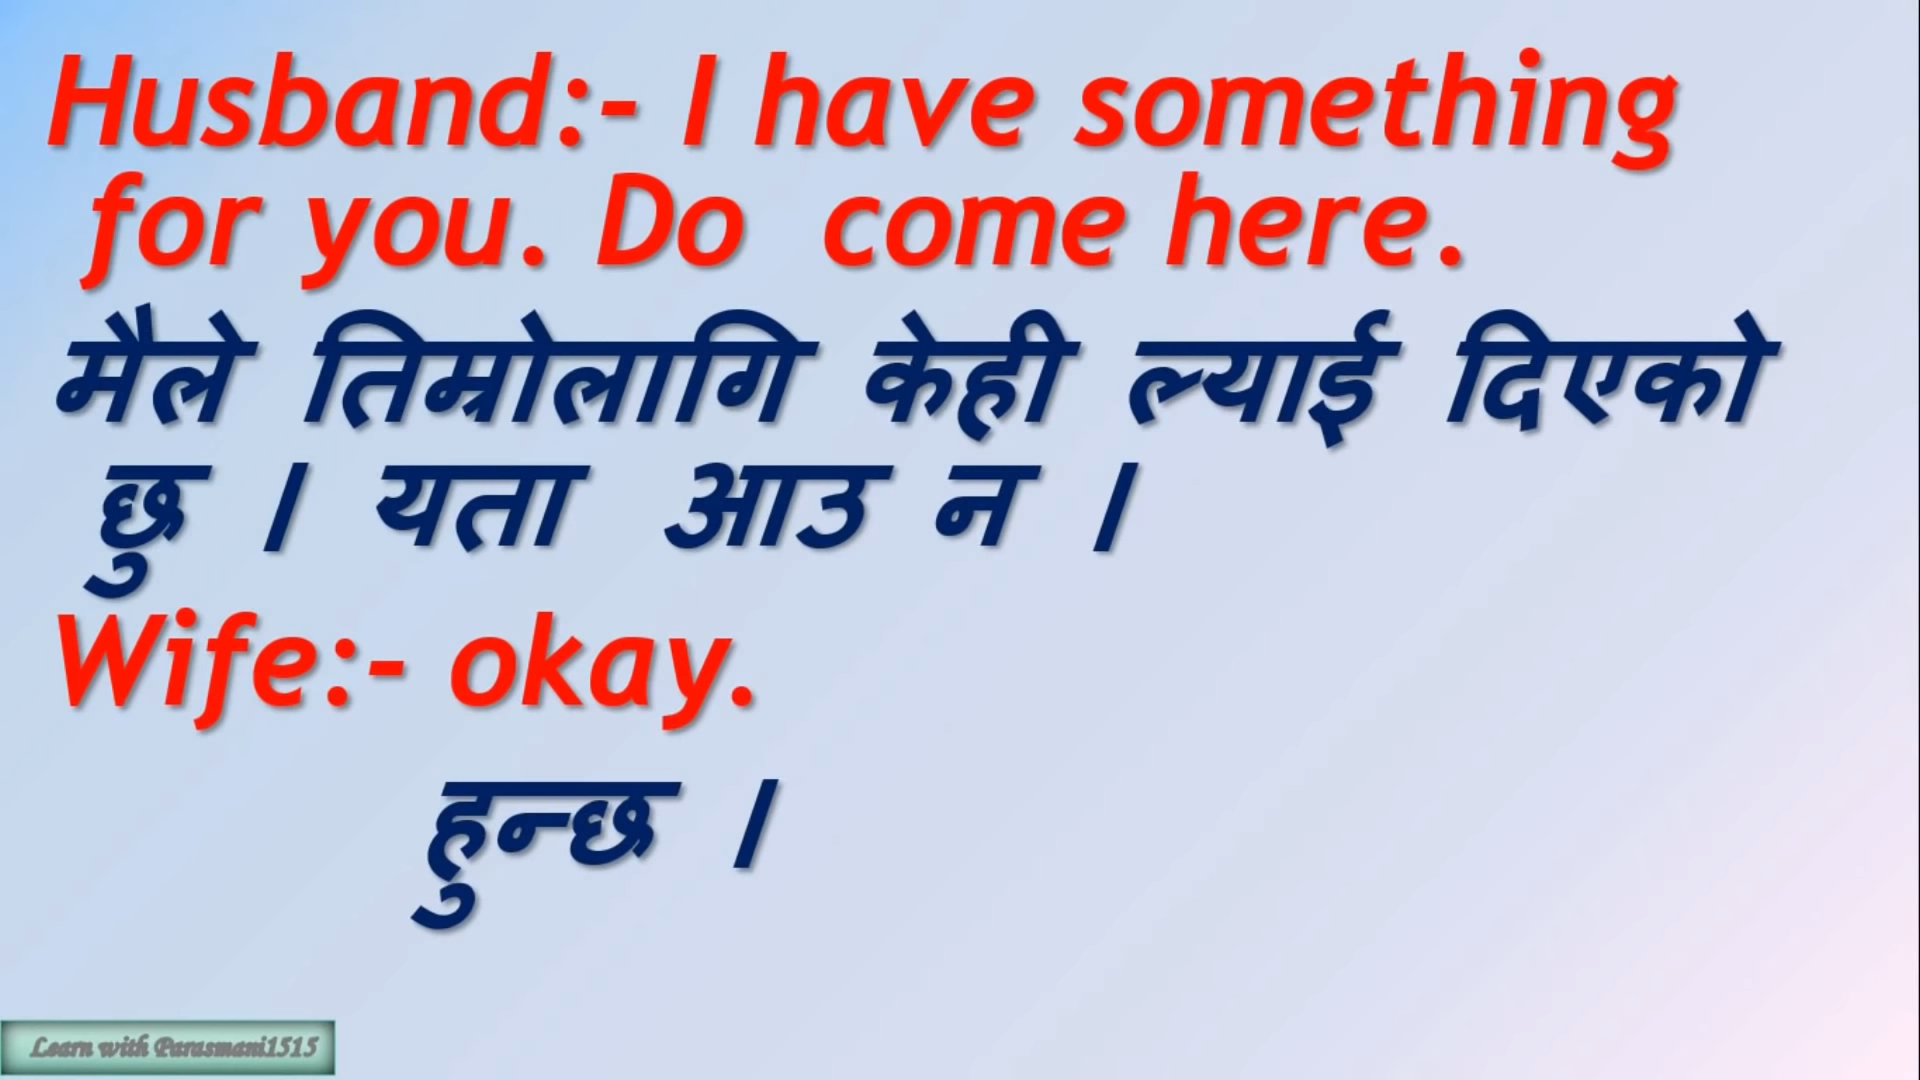 Husband:- I have something
for you. Do come here.
मैले तिम्रोलागि केही ल्याई दिएको
छु । यता आउ न ।
Wife:- okay.
हुन्छ ।
Learn with Parasmani1515